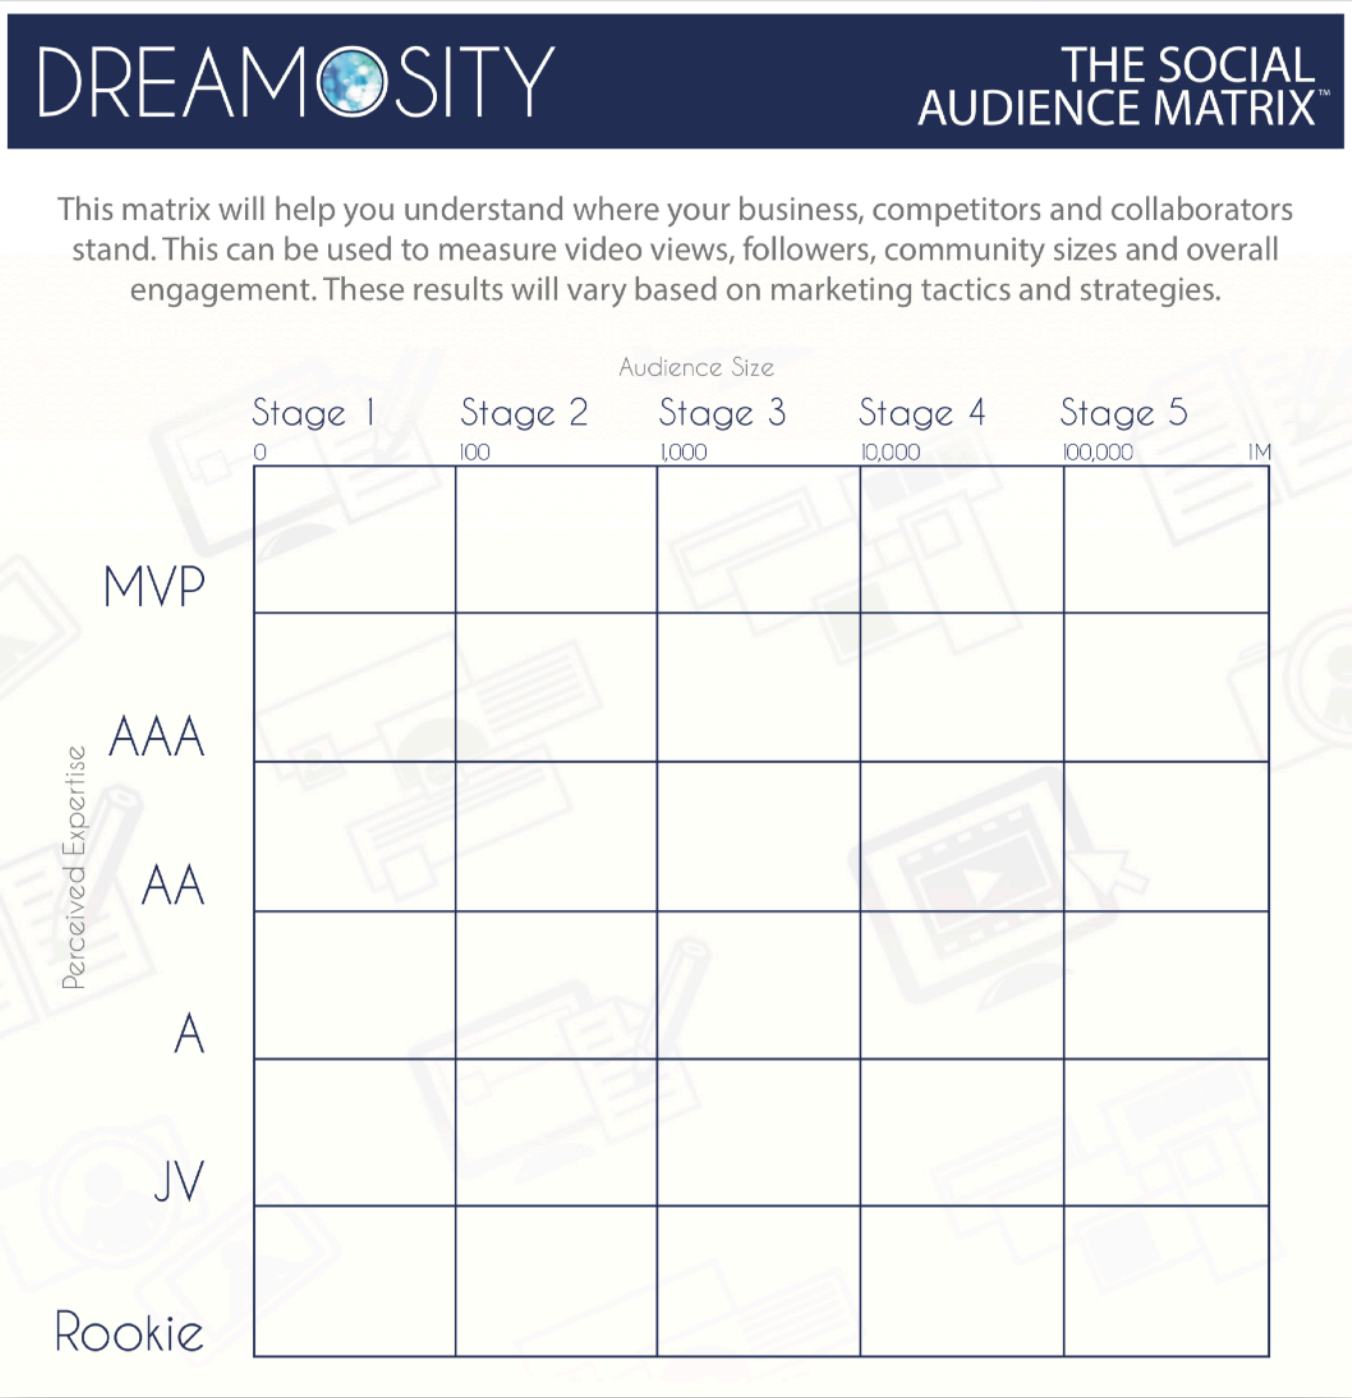 DREAMOSITY
THE SOCIAL
AUDIENCE MATRIX™
This matrix will help you understand where your business, competitors and collaborators
stand. This can be used to measure video views, followers, community sizes and overall
engagement. These results will vary based on marketing tactics and strategies.
Audience Size
Stage 1 Stage 2 Stage 3 Stage 4 Stage 5
0 100 1,000 10,000 100,000 1M
Perceived Expertise
MVP
AAA
AA
A
JV
Rookie